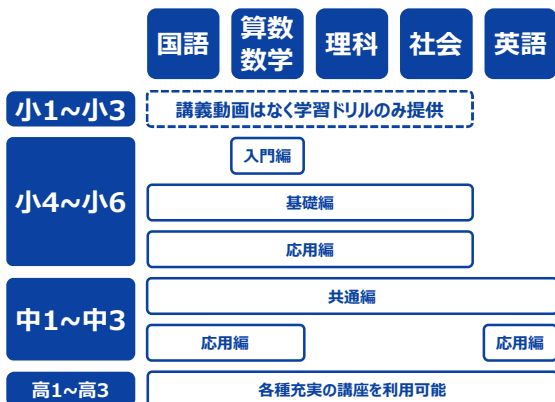 国語
算数
数学
理科
社会
英語
小1~小3
講義動画はなく学習ドリルのみ提供
小4~小6
入門編
基礎編
応用編
中1~中3
共通編
応用編
応用編
高1~高3
各種充実の講座を利用可能